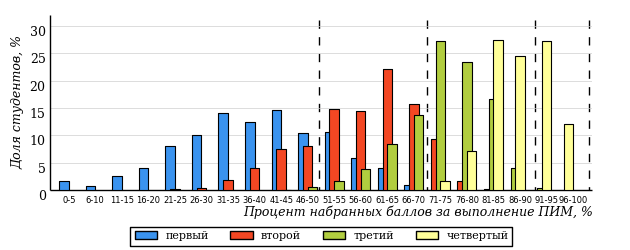 Доля студентов, %
30
25
20
15
10
5
0
0-5 6-10 11-15 16-20 21-25 26-30 31-35 36-40 41-45 46-50 51-55 56-60 61-65 66-70 71-75 76-80 81-85 86-90 91-95 96-100
Процент набранных баллов за выполнение ПИМ, %
первый второй третий четвертый